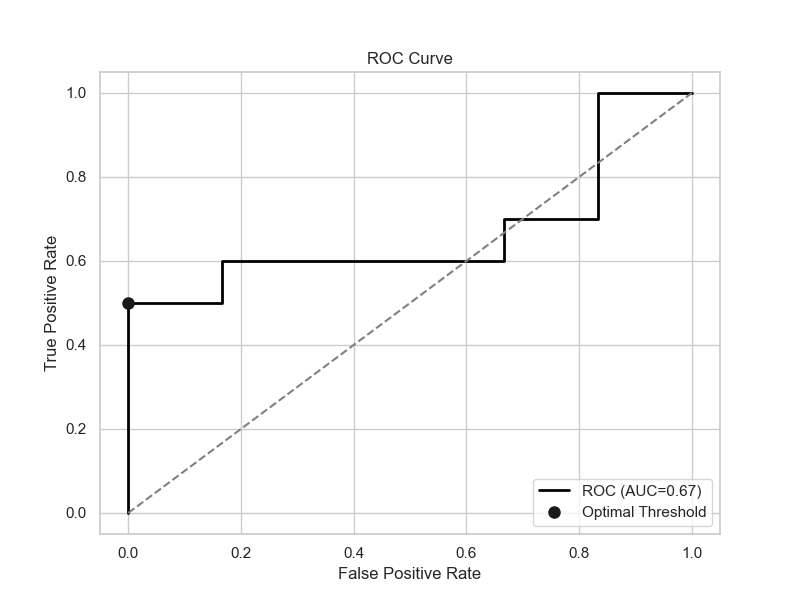 ROC Curve
True Positive Rate
1.0
0.8
0.6
0.4
0.2
0.0
0.0 0.2 0.4 0.6 0.8 1.0
False Positive Rate
ROC (AUC=0.67)
Optimal Threshold